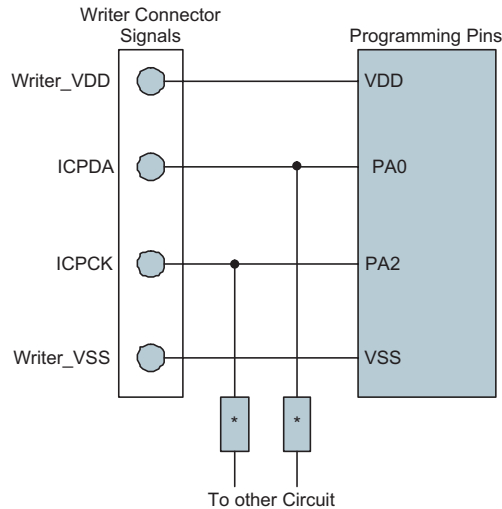 Writer Connector
Signals
Programming Pins
Writer_VDD
VDD
ICPDA
PA0
ICPCK
PA2
Writer_VSS
VSS
* *
To other Circuit